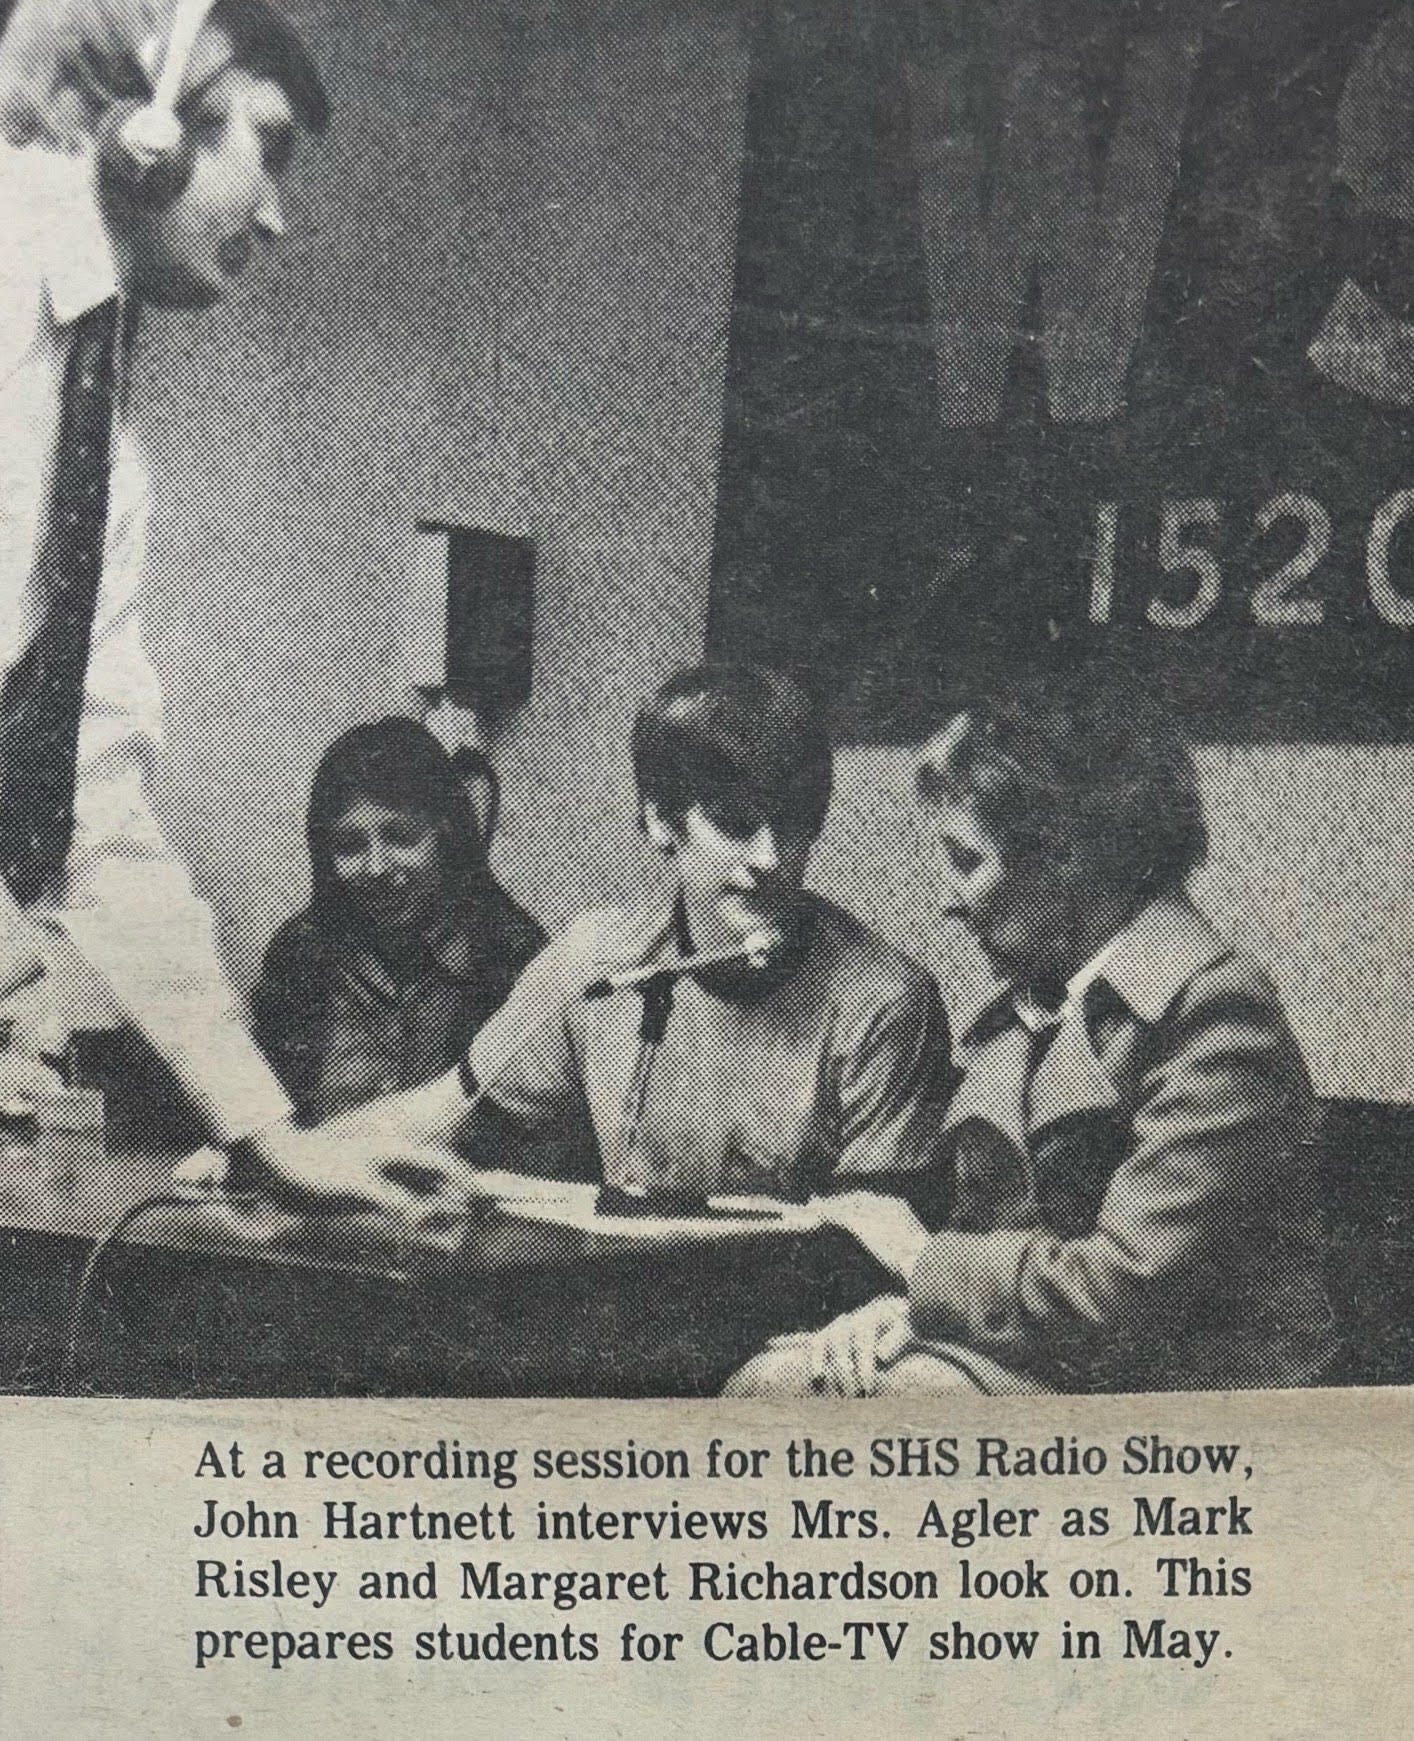 W
1520
At a recording session for the SHS Radio Show,
John Hartnett interviews Mrs. Agler as Mark
Risley and Margaret Richardson look on. This
prepares students for Cable-TV show in May.